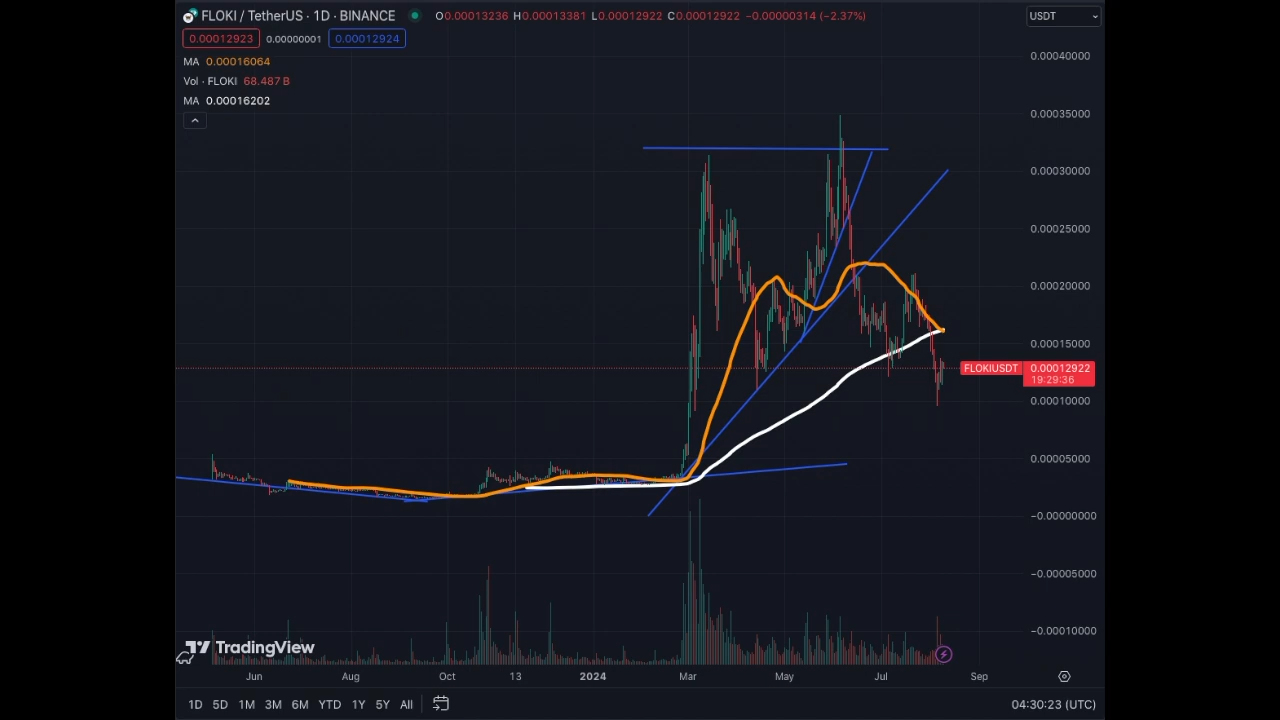 FLOKI / TetherUS · 1D · BINANCE O0.00013236 H0.00013381 L0.00012922 C0.00012922 −0.00000314 (−2.37%) USDT
0.00012923 0.00000001 0.00012924
MA 0.00016064
Vol · FLOKI 68.487 B
MA 0.00016202
0.00040000
0.00035000
0.00030000
0.00025000
0.00020000
0.00015000
FLOKIUSDT 0.00012922
19:29:36
0.00010000
0.00005000
−0.00000000
−0.00005000
−0.00010000
TradingView
Jun Aug Oct 13 2024 Mar May Jul Sep
1D 5D 1M 3M 6M YTD 1Y 5Y All 04:30:23 (UTC)